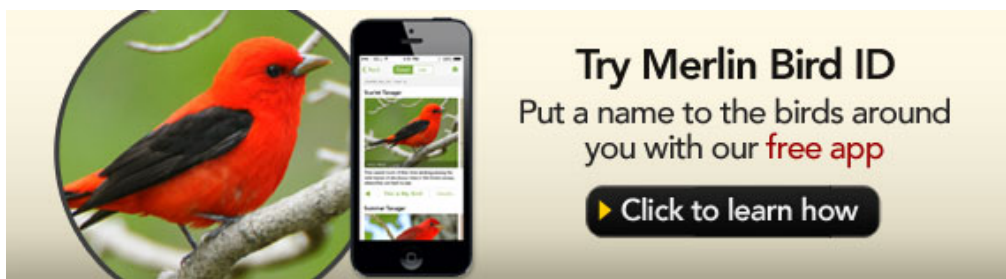 Scarlet Tanager
Summer Tanager
Try Merlin Bird ID
Put a name to the birds around
you with our free app
Click to learn how